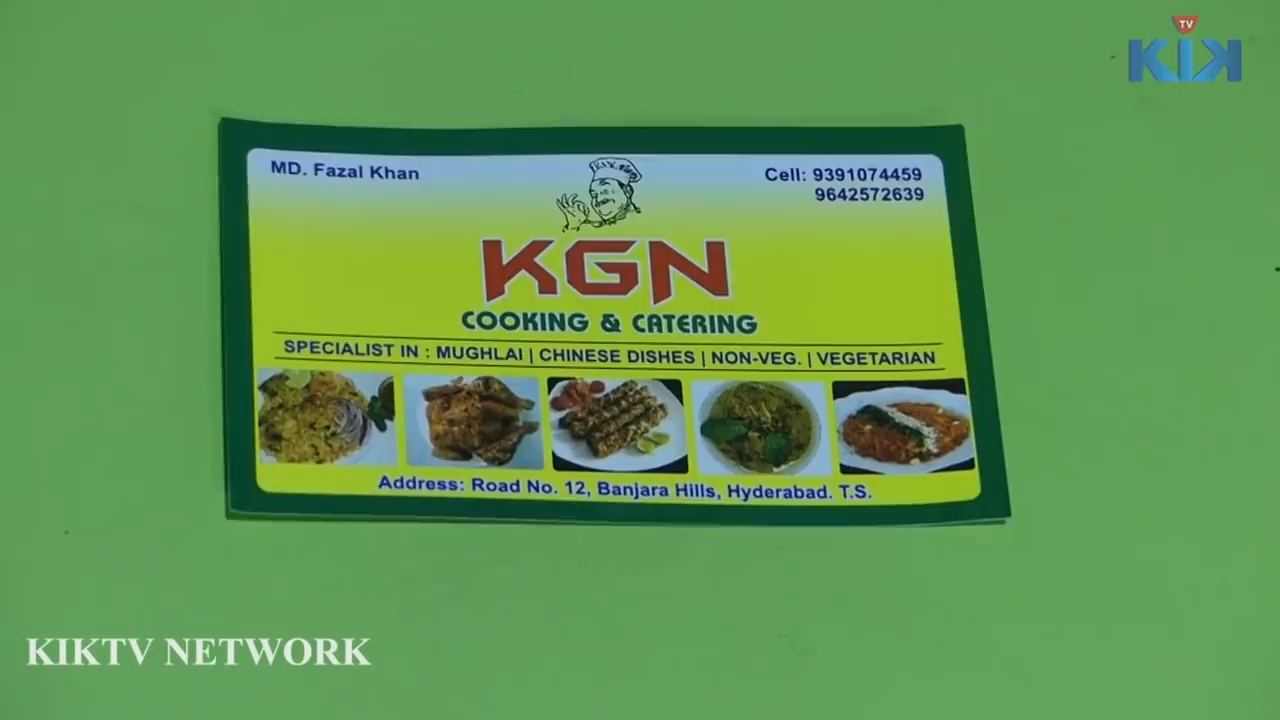 TV
KIK
MD. Fazal Khan
Cell: 9391074459
9642572639
KGN
COOKING & CATERING
SPECIALIST IN : MUGHLAI | CHINESE DISHES | NON-VEG. | VEGETARIAN
Address: Road No. 12, Banjara Hills, Hyderabad. T.S.
KIKTV NETWORK